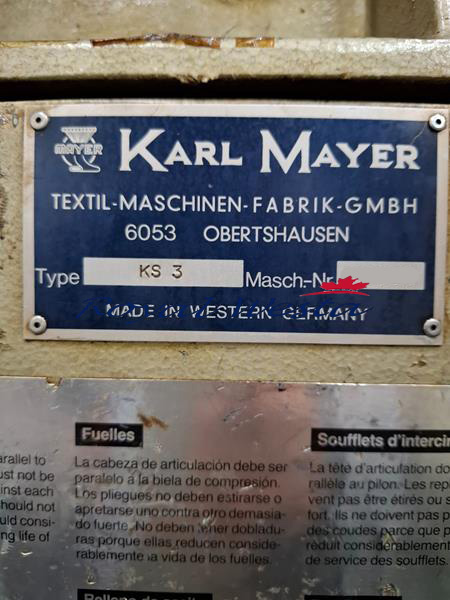 MAYER
KARL MAYER
TEXTIL-MASCHINEN-FABRIK-GMBH
6053 OBERTSHAUSEN
Type KS 3 Masch.-Nr.
MADE IN WESTERN GERMANY
Fuelles
La cabeza de articulación debe ser
paralelo a la biela de compresión.
Los pliegues no deben estirarse o
apretarse uno contra otro demasia-
do fuerte. No deben tener dobladu-
ras porque ellas reducen conside-
rablemente la vida de los fuelles.
Soufflets d'intercir
La tête d'articulation do
rallèle au pilon. Les rep
vent pas être étirés ou s
fort. Ils ne doivent pas p
des coudes parce que p
réduit considérablement
de service des soufflets.
arallel to
ust not be
inst each
should not
uld consi-
ng life of